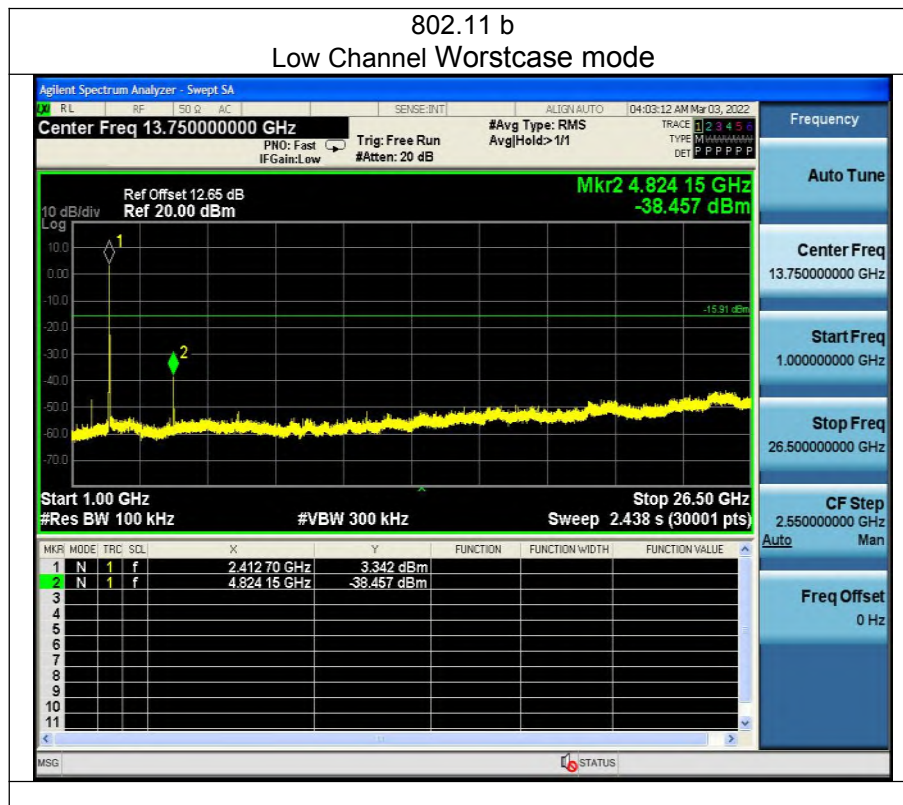 802.11 b
Low Channel Worstcase mode
Agilent Spectrum Analyzer - Swept SA
LXI RL RF 50 Ω AC SENSE:INT ALIGN AUTO 04:03:12 AM Mar 03, 2022
Center Freq 13.750000000 GHz #Avg Type: RMS TRACE 1 2 3 4 5 6
PNO: Fast Trig: Free Run Avg|Hold:>1/1 TYPE M
IFGain:Low #Atten: 20 dB DET P P P P P P
Frequency
Auto Tune
Center Freq
13.750000000 GHz
Start Freq
1.000000000 GHz
Stop Freq
26.500000000 GHz
CF Step
2.550000000 GHz
Auto Man
Freq Offset
0 Hz
Mkr2 4.824 15 GHz
-38.457 dBm
Ref Offset 12.65 dB
10 dB/div Ref 20.00 dBm
Log
10.0
0.00
-10.0
-20.0
-30.0
-40.0
-50.0
-60.0
-70.0
1
2
-15.91 dBm
Start 1.00 GHz Stop 26.50 GHz
#Res BW 100 kHz #VBW 300 kHz Sweep 2.438 s (30001 pts)
MKR MODE TRC SCL X Y FUNCTION FUNCTION WIDTH FUNCTION VALUE
1 N 1 f 2.412 70 GHz 3.342 dBm
2 N 1 f 4.824 15 GHz -38.457 dBm
3
4
5
6
7
8
9
10
11
MSG STATUS